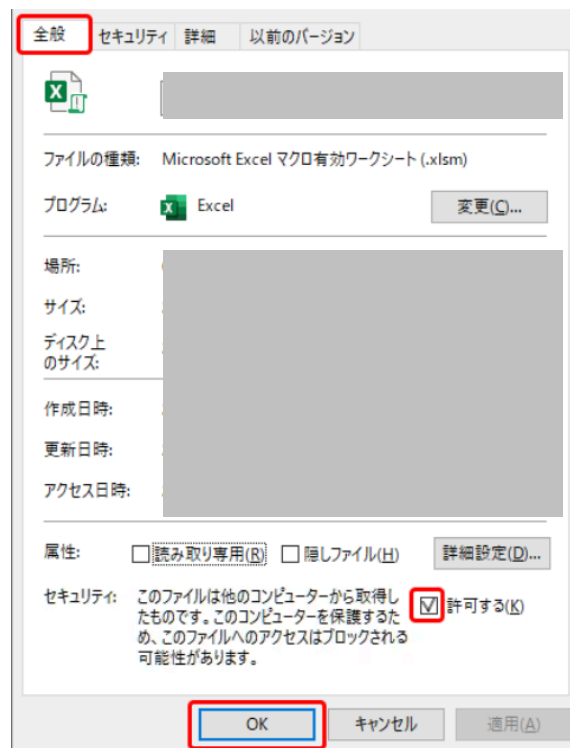 全般 セキュリティ 詳細 以前のバージョン
ファイルの種類: Microsoft Excel マクロ有効ワークシート (.xlsm)
プログラム: Excel 変更(C)...
場所:
サイズ:
ディスク上
のサイズ:
作成日時:
更新日時:
アクセス日時:
属性: 読み取り専用(R) 隠しファイル(H) 詳細設定(D)...
セキュリティ: このファイルは他のコンピューターから取得し
たものです。このコンピューターを保護するた
め、このファイルへのアクセスはブロックされる
可能性があります。
許可する(K)
OK キャンセル 適用(A)